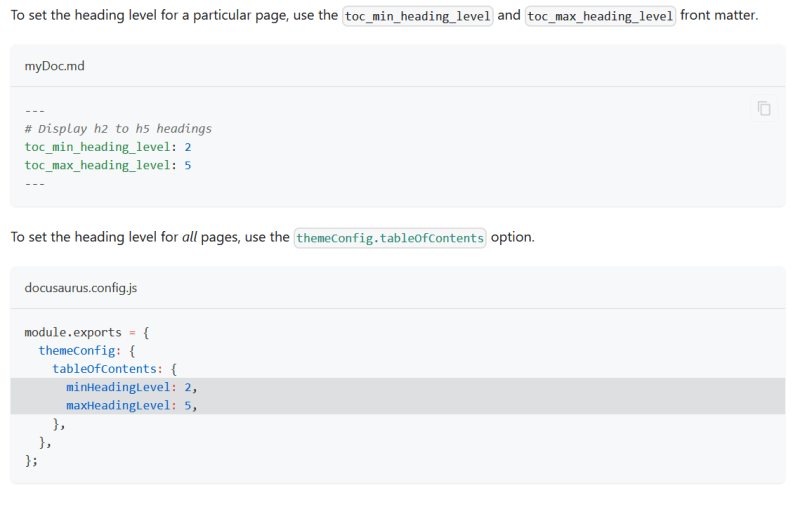 To set the heading level for a particular page, use the toc_min_heading_level and toc_max_heading_level front matter.
myDoc.md
---
# Display h2 to h5 headings
toc_min_heading_level: 2
toc_max_heading_level: 5
---
To set the heading level for all pages, use the themeConfig.tableOfContents option.
docusaurus.config.js
module.exports = {
  themeConfig: {
    tableOfContents: {
      minHeadingLevel: 2,
      maxHeadingLevel: 5,
    },
  },
};